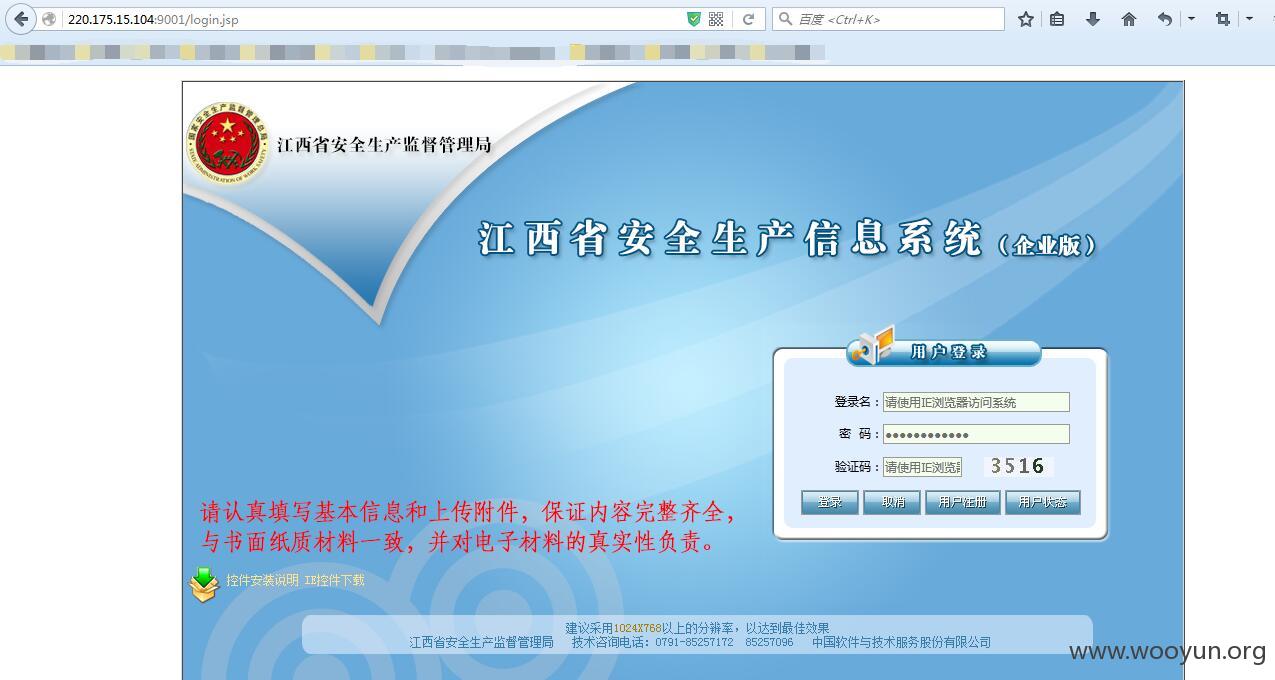 220.175.15.104:9001/login.jsp
百度 <Ctrl+K>
国家安全生产监督管理总局
STATE ADMINISTRATION OF WORK SAFETY
江西省安全生产监督管理局
江西省安全生产信息系统（企业版）
用户登录
登录名：请使用IE浏览器访问系统
密 码：●●●●●●●●●●●●
验证码：请使用IE浏览 3516
登录 取消 用户注册 用户状态
请认真填写基本信息和上传附件，保证内容完整齐全，
与书面纸质材料一致，并对电子材料的真实性负责。
控件安装说明 IE控件下载
建议采用1024X768以上的分辨率，以达到最佳效果
江西省安全生产监督管理局 技术咨询电话：0791-85257172 85257096 中国软件与技术服务股份有限公司
www.wooyun.org